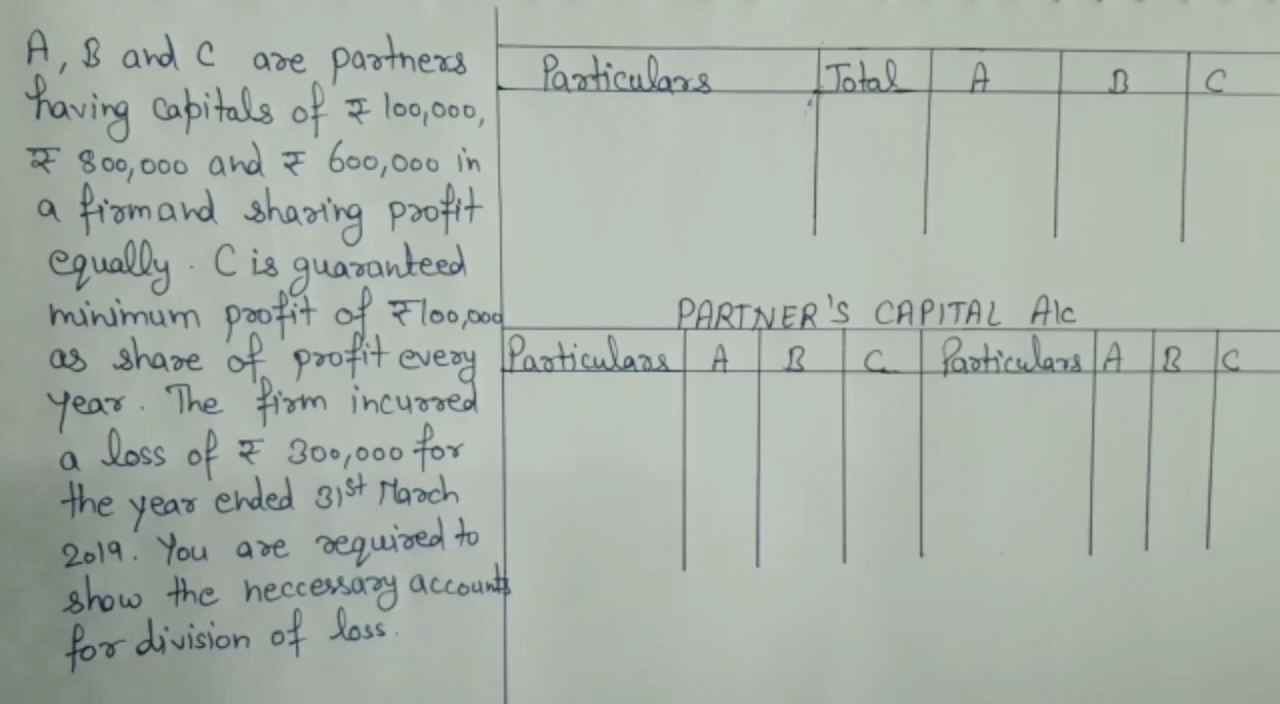 A, B and C are partners
having capitals of ₹ 100,000,
₹ 800,000 and ₹ 600,000 in
a firm and sharing profit
equally. C is guaranteed
minimum profit of ₹100,000
as share of profit every
year. The firm incurred
a loss of ₹ 300,000 for
the year ended 31st March
2019. You are required to
show the neccessary accounts
for division of loss.
Particulars Total A B C
PARTNER'S CAPITAL A/c
Particulars A B C Particulars A B C